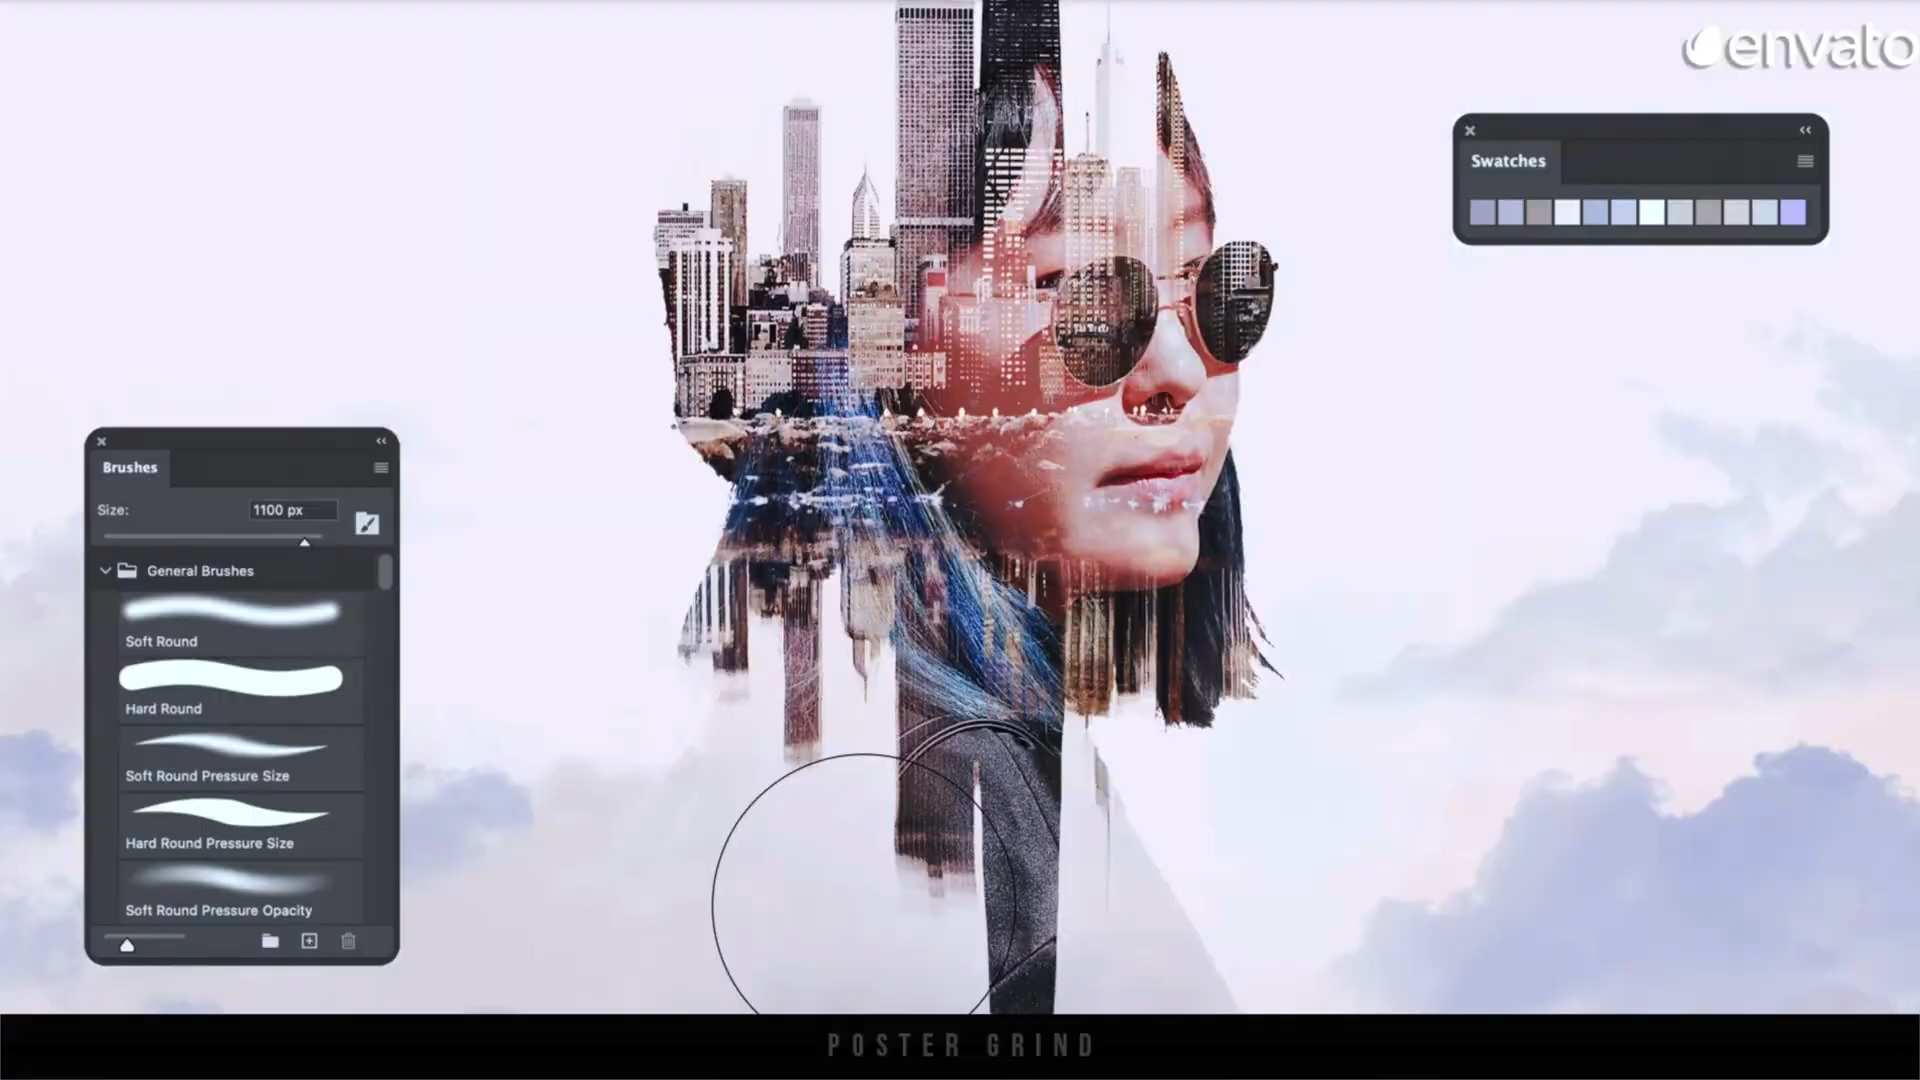 envato
Swatches
Brushes
Size:
1100 px
General Brushes
Soft Round
Hard Round
Soft Round Pressure Size
Hard Round Pressure Size
Soft Round Pressure Opacity
POSTER GRIND